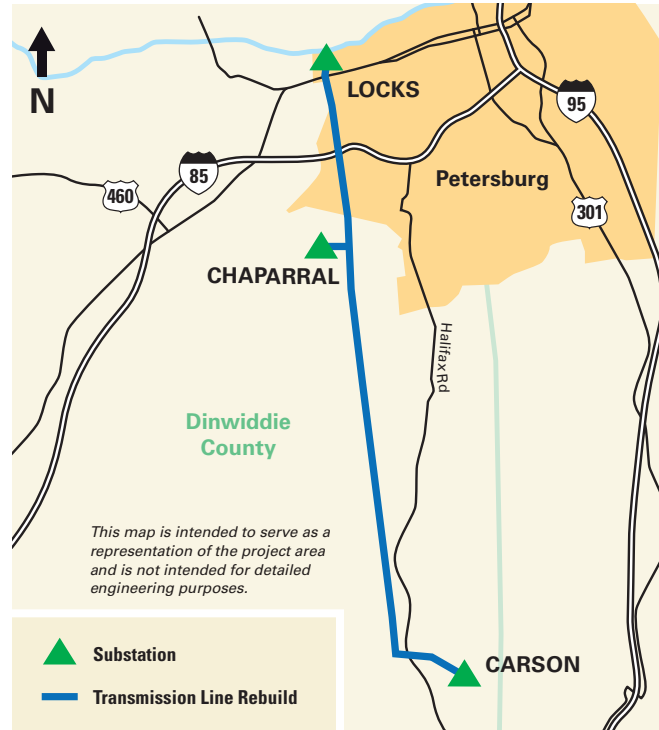 N
LOCKS
95
85
460
Petersburg
301
CHAPARRAL
Halifax Rd
Dinwiddie
County
This map is intended to serve as a
representation of the project area
and is not intended for detailed
engineering purposes.
CARSON
Substation
Transmission Line Rebuild